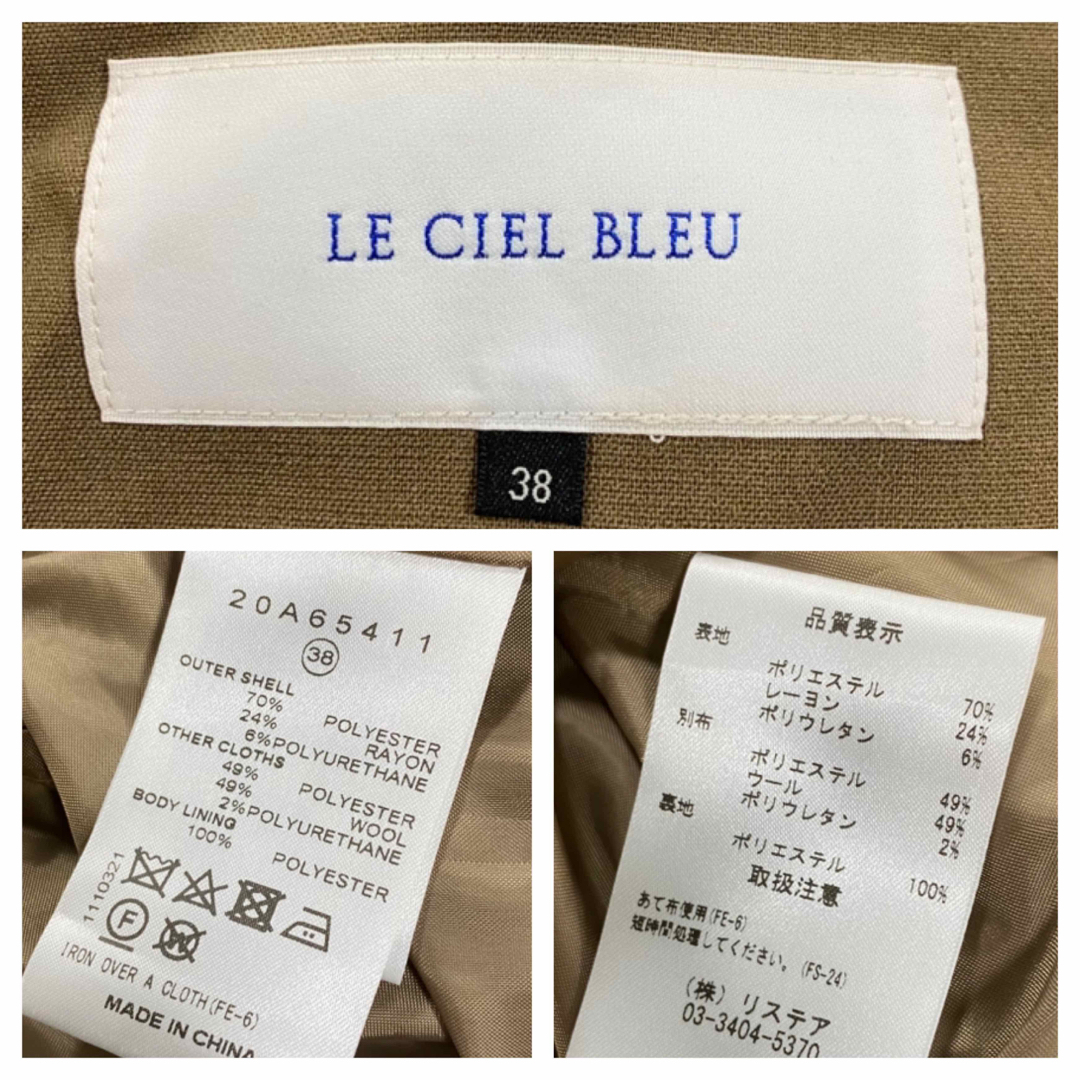 LE CIEL BLEU
38
20A65411
38
OUTER SHELL
70% POLYESTER
24% RAYON
6% POLYURETHANE
OTHER CLOTHS
49% POLYESTER
49% WOOL
2% POLYURETHANE
BODY LINING
100% POLYESTER
1110321
F
W
IRON OVER A CLOTH(FE-6)
MADE IN CHINA
品質表示
表地
ポリエステル 70%
レーヨン 24%
ポリウレタン 6%
別布
ポリエステル 49%
ウール 49%
ポリウレタン 2%
裏地
ポリエステル 100%
取扱注意
あて布使用(FE-6)
短時間処理してください。(FS-24)
(株) リステア
03-3404-5370